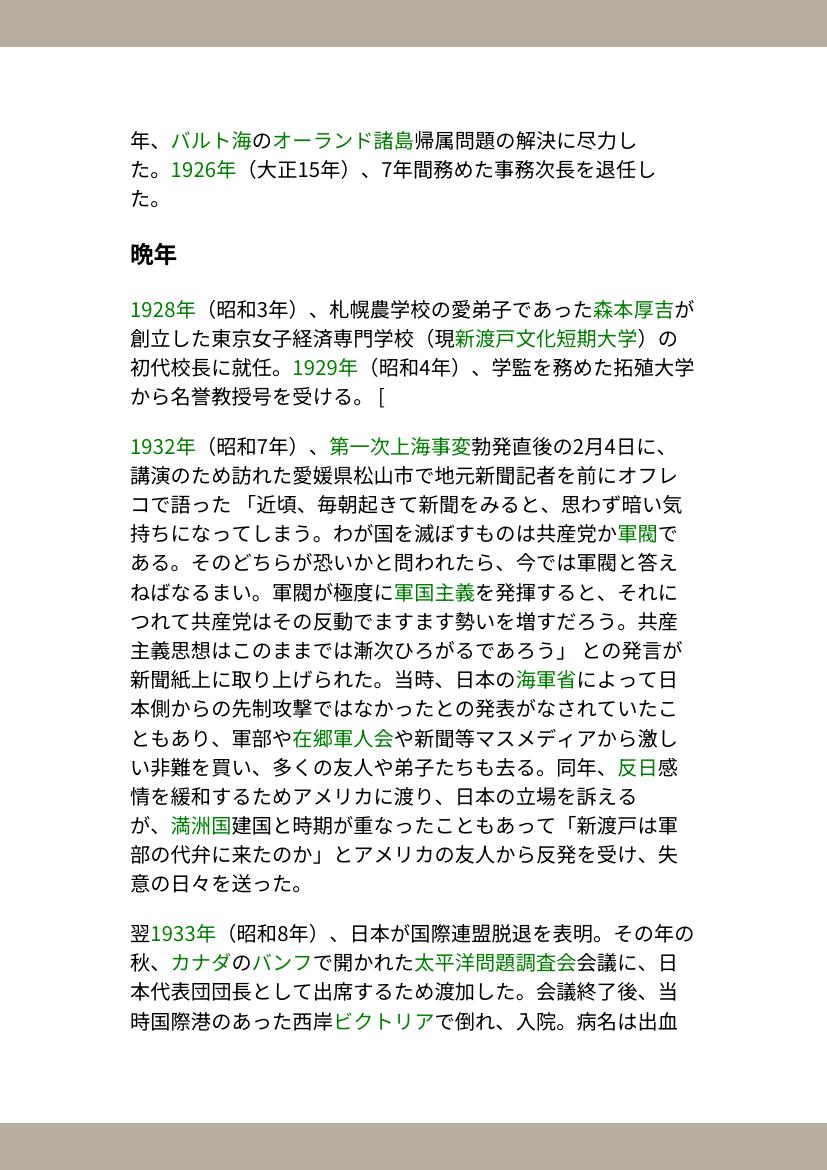 年、バルト海のオーランド諸島帰属問題の解決に尽力し
た。1926年（大正15年）、7年間務めた事務次長を退任し
た。
晩年
1928年（昭和3年）、札幌農学校の愛弟子であった森本厚吉が
創立した東京女子経済専門学校（現新渡戸文化短期大学）の
初代校長に就任。1929年（昭和4年）、学監を務めた拓殖大学
から名誉教授号を受ける。 [
1932年（昭和7年）、第一次上海事変勃発直後の2月4日に、
講演のため訪れた愛媛県松山市で地元新聞記者を前にオフレ
コで語った 「近頃、毎朝起きて新聞をみると、思わず暗い気
持ちになってしまう。わが国を滅ぼすものは共産党か軍閥で
ある。そのどちらが恐いかと問われたら、今では軍閥と答え
ねばなるまい。軍閥が極度に軍国主義を発揮すると、それに
つれて共産党はその反動でますます勢いを増すだろう。共産
主義思想はこのままでは漸次ひろがるであろう」 との発言が
新聞紙上に取り上げられた。当時、日本の海軍省によって日
本側からの先制攻撃ではなかったとの発表がなされていたこ
ともあり、軍部や在郷軍人会や新聞等マスメディアから激し
い非難を買い、多くの友人や弟子たちも去る。同年、反日感
情を緩和するためアメリカに渡り、日本の立場を訴える
が、満洲国建国と時期が重なったこともあって「新渡戸は軍
部の代弁に来たのか」とアメリカの友人から反発を受け、失
意の日々を送った。
翌1933年（昭和8年）、日本が国際連盟脱退を表明。その年の
秋、カナダのバンフで開かれた太平洋問題調査会会議に、日
本代表団団長として出席するため渡加した。会議終了後、当
時国際港のあった西岸ビクトリアで倒れ、入院。病名は出血